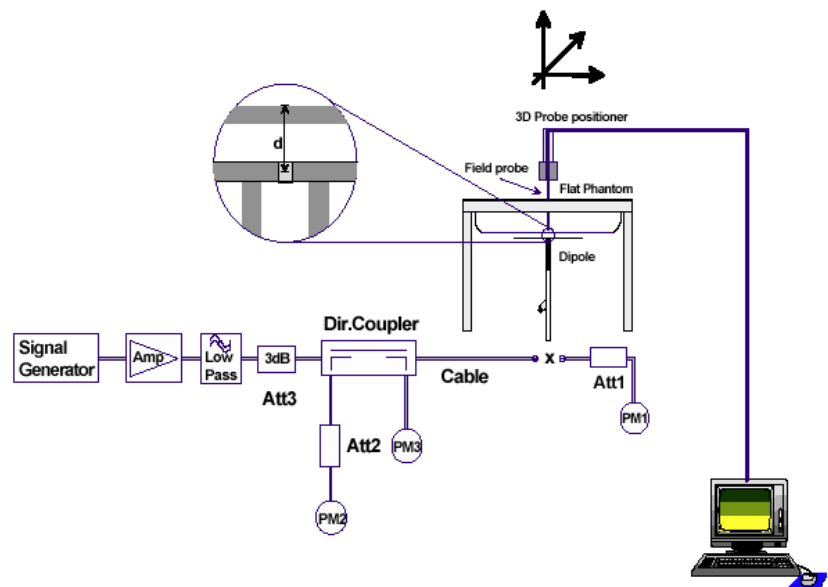 3D Probe positioner
d
Field probe
Flat Phantom
Dipole
Dir.Coupler
Signal
Generator
Amp
Low
Pass
3dB
Att3
Cable
x
Att1
PM1
Att2
PM3
PM2